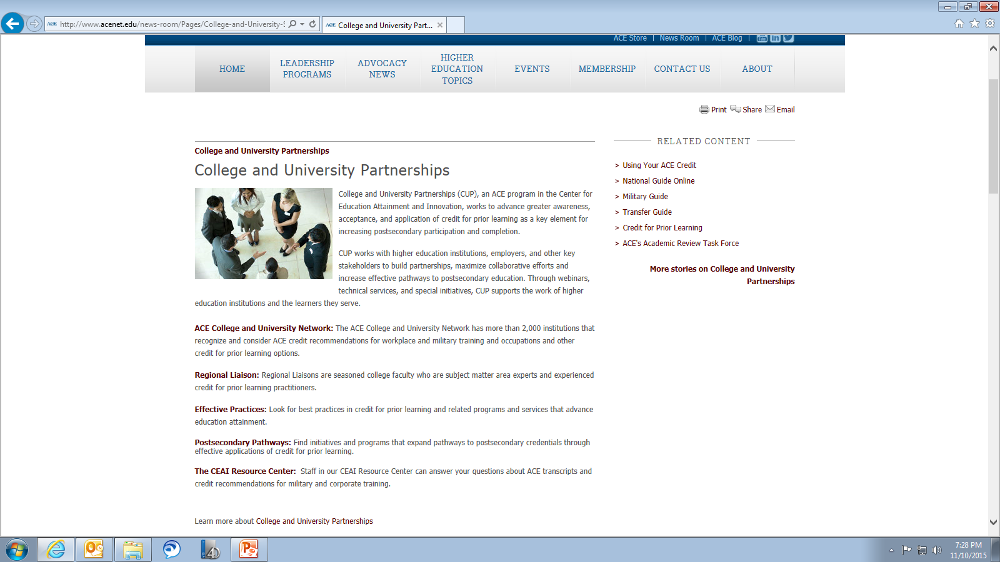 http://www.acenet.edu/news-room/Pages/College-and-University-S
College and University Part...
ACE Store | News Room | ACE Blog |
HOME
LEADERSHIP
PROGRAMS
ADVOCACY
NEWS
HIGHER
EDUCATION
TOPICS
EVENTS
MEMBERSHIP
CONTACT US
ABOUT
Print Share Email
College and University Partnerships
College and University Partnerships
College and University Partnerships (CUP), an ACE program in the Center for
Education Attainment and Innovation, works to advance greater awareness,
acceptance, and application of credit for prior learning as a key element for
increasing postsecondary participation and completion.
CUP works with higher education institutions, employers, and other key
stakeholders to build partnerships, maximize collaborative efforts and
increase effective pathways to postsecondary education. Through webinars,
technical services, and special initiatives, CUP supports the work of higher
education institutions and the learners they serve.
ACE College and University Network: The ACE College and University Network has more than 2,000 institutions that
recognize and consider ACE credit recommendations for workplace and military training and occupations and other
credit for prior learning options.
Regional Liaison: Regional Liaisons are seasoned college faculty who are subject matter area experts and experienced
credit for prior learning practitioners.
Effective Practices: Look for best practices in credit for prior learning and related programs and services that advance
education attainment.
Postsecondary Pathways: Find initiatives and programs that expand pathways to postsecondary credentials through
effective applications of credit for prior learning.
The CEAI Resource Center: Staff in our CEAI Resource Center can answer your questions about ACE transcripts and
credit recommendations for military and corporate training.
Learn more about College and University Partnerships
RELATED CONTENT
> Using Your ACE Credit
> National Guide Online
> Military Guide
> Transfer Guide
> Credit for Prior Learning
> ACE's Academic Review Task Force
More stories on College and University
Partnerships
7:28 PM
11/10/2015